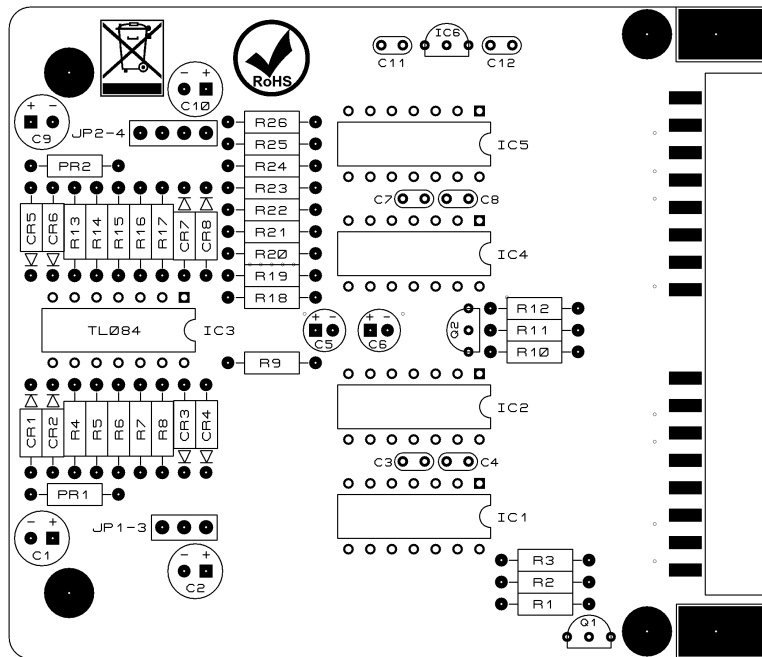 IC6
C11
C12
RoHS
+
-
C10
+ -
C9
JP2-4
R26
R25
IC5
PR2
R24
R23
C7
C8
R22
CR5
CR6
R13
R14
R15
R16
R17
CR7
CR8
R21
R20
IC4
R19
R18
TL084
IC3
+ -
C5
+ -
C6
Q2
R12
R11
R10
R9
CR1
CR2
R4
R5
R6
R7
R8
CR3
CR4
IC2
C3
C4
PR1
- +
C1
JP1-3
IC1
- +
C2
R3
R2
R1
Q1